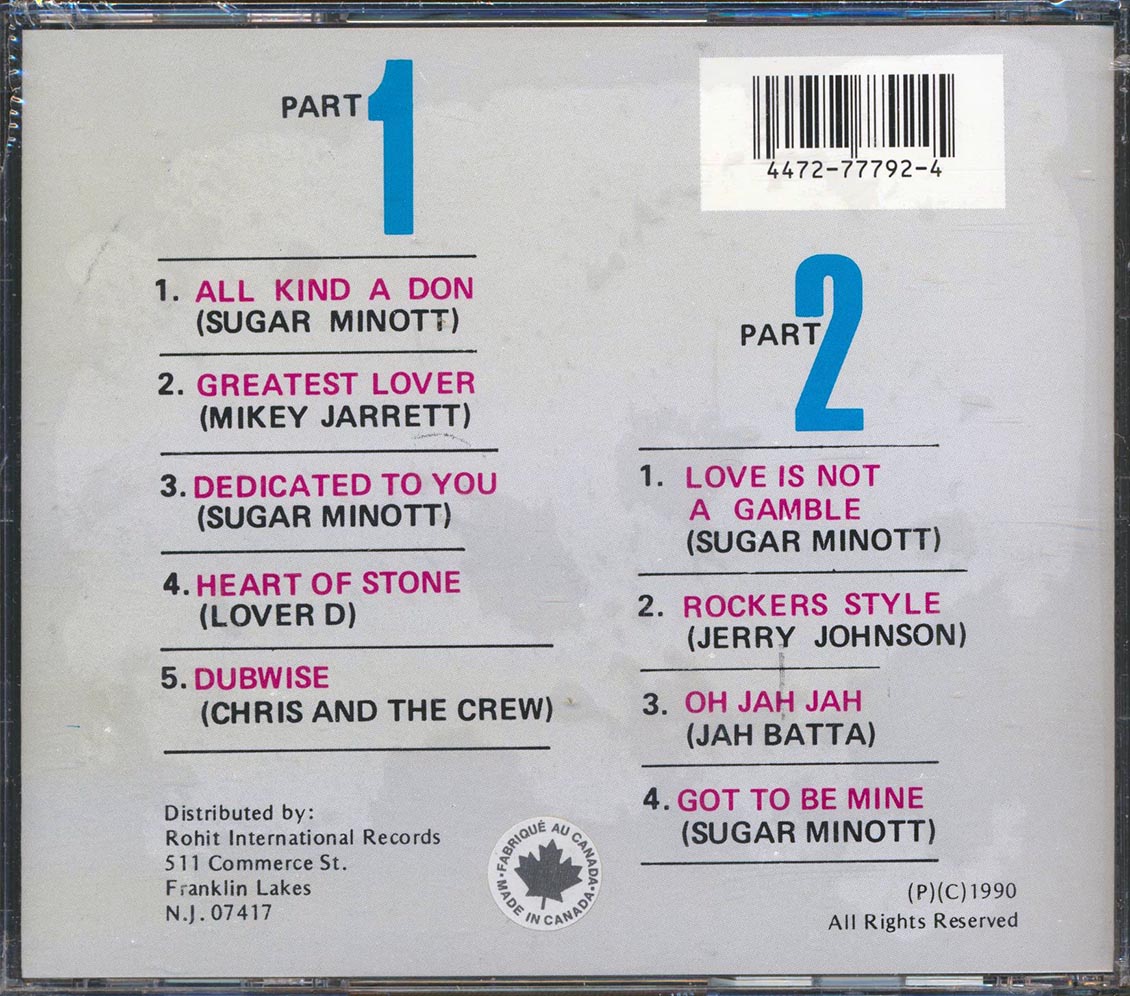 PART 1
1. ALL KIND A DON
(SUGAR MINOTT)
2. GREATEST LOVER
(MIKEY JARRETT)
3. DEDICATED TO YOU
(SUGAR MINOTT)
4. HEART OF STONE
(LOVER D)
5. DUBWISE
(CHRIS AND THE CREW)
Distributed by:
Rohit International Records
511 Commerce St.
Franklin Lakes
N.J. 07417
FABRIQUÉ AU CANADA
MADE IN CANADA
4472-77792-4
PART 2
1. LOVE IS NOT
A GAMBLE
(SUGAR MINOTT)
2. ROCKERS STYLE
(JERRY JOHNSON)
3. OH JAH JAH
(JAH BATTA)
4. GOT TO BE MINE
(SUGAR MINOTT)
(P)(C)1990
All Rights Reserved